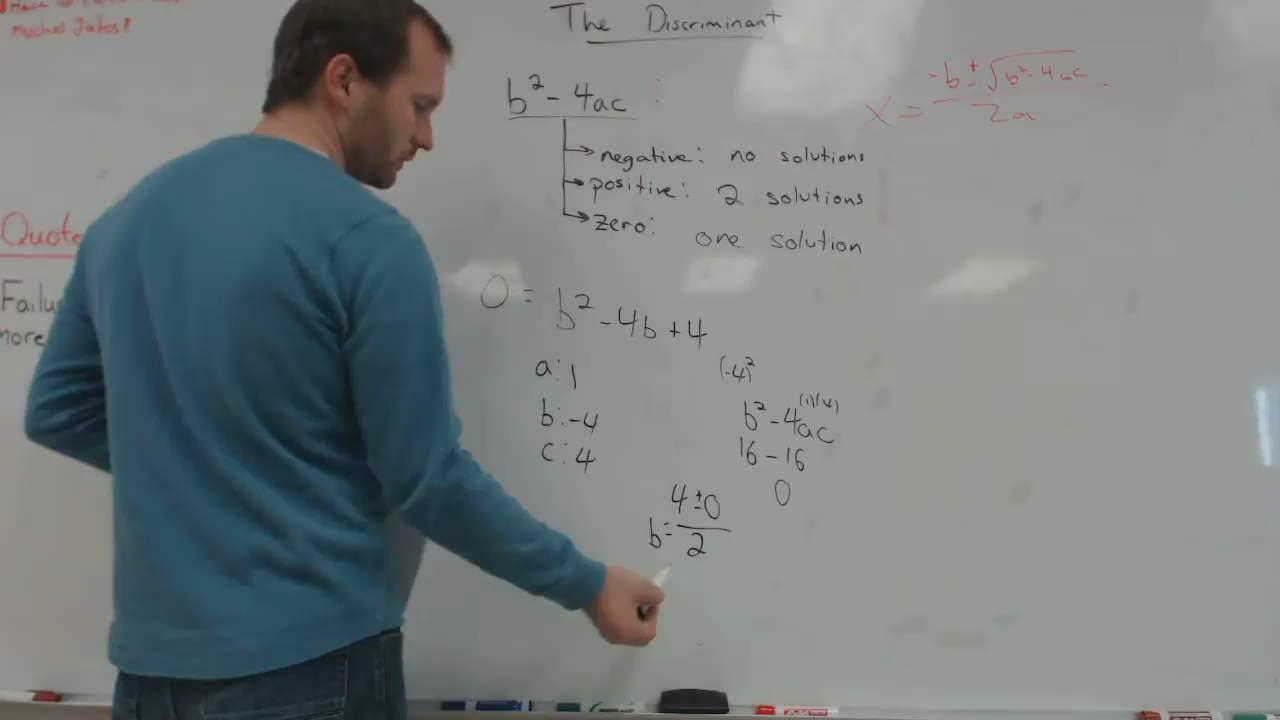 muchos gatos!
The Discriminant
b² - 4ac :
negative: no solutions
positive: 2 solutions
zero: one solution
x = -b ± √b² - 4ac
2a
Quote
Failu
more
0 = b² - 4b + 4
a: 1
b: -4
c: 4
(-4)²
(1)(4)
b² - 4ac
16 - 16
0
b = 4 ± 0
2